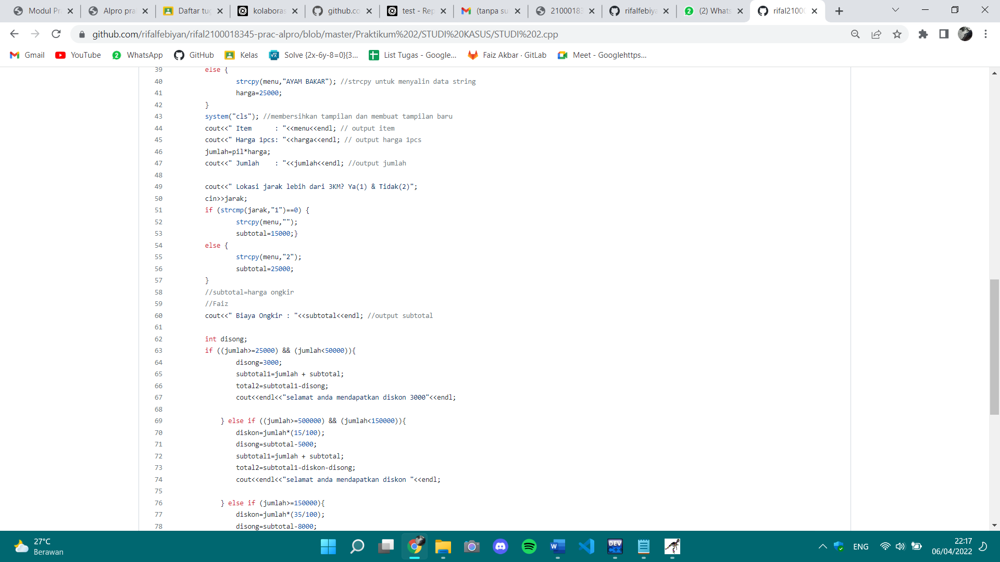 Modul Pr
Alpro pra
Daftar tug
kolaboras
github.co
test - Rep
(tanpa su
21000183
rifalfebiya
(2) Whats
rifal21000
github.com/rifalfebiyan/rifal2100018345-prac-alpro/blob/master/Praktikum%202/STUDI%20KASUS/STUDI%202.cpp
Gmail
YouTube
WhatsApp
GitHub
Kelas
Solve {2x-6y-8=0}{3...
List Tugas - Google...
Faiz Akbar · GitLab
Meet - Googlehttps...
39 else {
40 strcpy(menu,"AYAM BAKAR"); //strcpy untuk menyalin data string
41 harga=25000;
42 }
43 system("cls"); //membersihkan tampilan dan membuat tampilan baru
44 cout<<" Item      : "<<menu<<endl; // output item
45 cout<<" Harga 1pcs: "<<harga<<endl; // output harga 1pcs
46 jumlah=pil*harga;
47 cout<<" Jumlah    : "<<jumlah<<endl; //output jumlah
48
49 cout<<" Lokasi jarak lebih dari 3KM? Ya(1) & Tidak(2)";
50 cin>>jarak;
51 if (strcmp(jarak,"1")==0) {
52 strcpy(menu,"");
53 subtotal=15000;}
54 else {
55 strcpy(menu,"2");
56 subtotal=25000;
57 }
58 //subtotal=harga ongkir
59 //Faiz
60 cout<<" Biaya Ongkir : "<<subtotal<<endl; //output subtotal
61
62 int disong;
63 if ((jumlah>=25000) && (jumlah<50000)){
64 disong=3000;
65 subtotal1=jumlah + subtotal;
66 total2=subtotal1-disong;
67 cout<<endl<<"selamat anda mendapatkan diskon 3000"<<endl;
68
69 } else if ((jumlah>=500000) && (jumlah<150000)){
70 diskon=jumlah*(15/100);
71 disong=subtotal-5000;
72 subtotal1=jumlah + subtotal;
73 total2=subtotal1-diskon-disong;
74 cout<<endl<<"selamat anda mendapatkan diskon "<<endl;
75
76 } else if (jumlah>=150000){
77 diskon=jumlah*(35/100);
78 disong=subtotal-8000;
27°C
Berawan
DEV
C++
ENG
22:17
06/04/2022